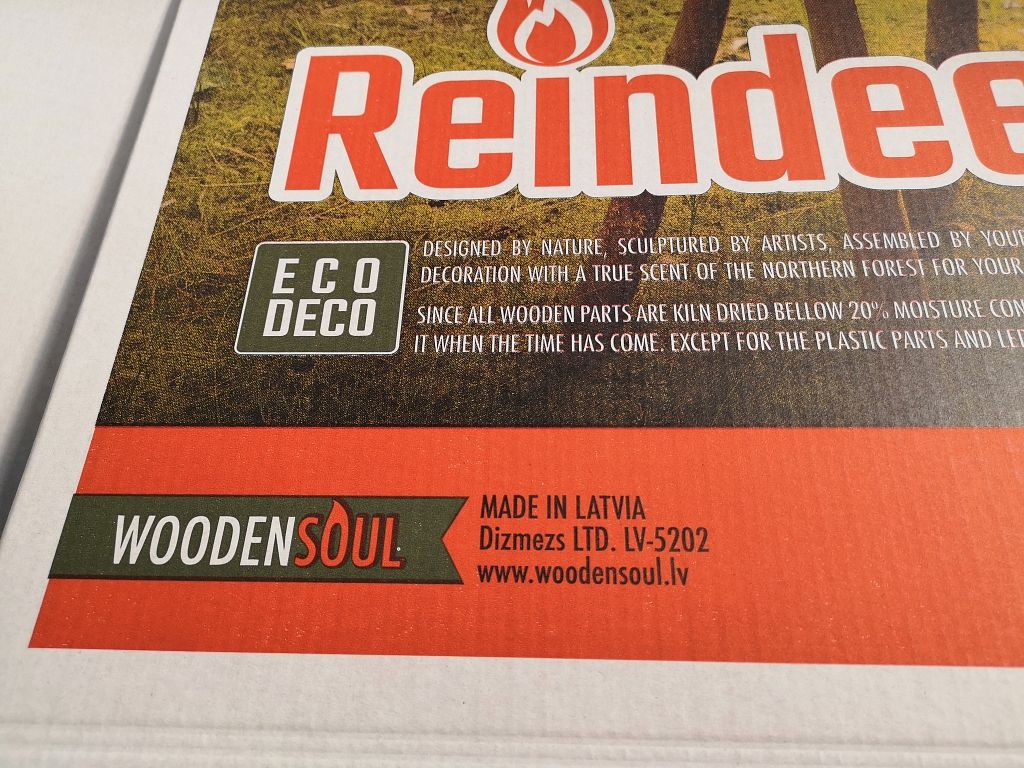 Reindee
ECO
DECO
DESIGNED BY NATURE, SCULPTURED BY ARTISTS, ASSEMBLED BY YOUR
DECORATION WITH A TRUE SCENT OF THE NORTHERN FOREST FOR YOUR
SINCE ALL WOODEN PARTS ARE KILN DRIED BELLOW 20% MOISTURE CON
IT WHEN THE TIME HAS COME. EXCEPT FOR THE PLASTIC PARTS AND LED
WOODENSOUL
MADE IN LATVIA
Dizmezs LTD. LV-5202
www.woodensoul.lv